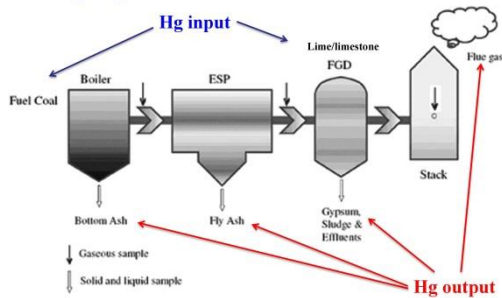 Hg input
Lime/limestone
Boiler
ESP
FGD
Flue gas
Fuel Coal
Stack
Bottom Ash
Fly Ash
Gypsum,
Sludge &
Effluents
Gaseous sample
Solid and liquid sample
Hg output